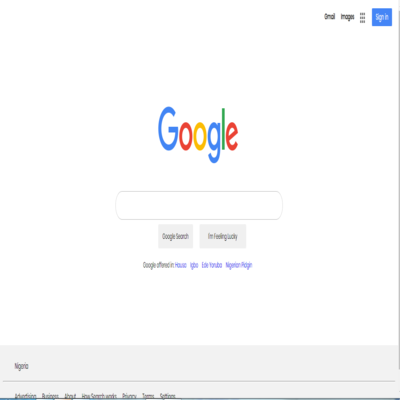 Gmail Images Sign in
Google
Google Search I'm Feeling Lucky
Google offered in: Hausa Igbo Ede Yoruba Nigerian Pidgin
Nigeria
Advertising Business About How Search works Privacy Terms Settings